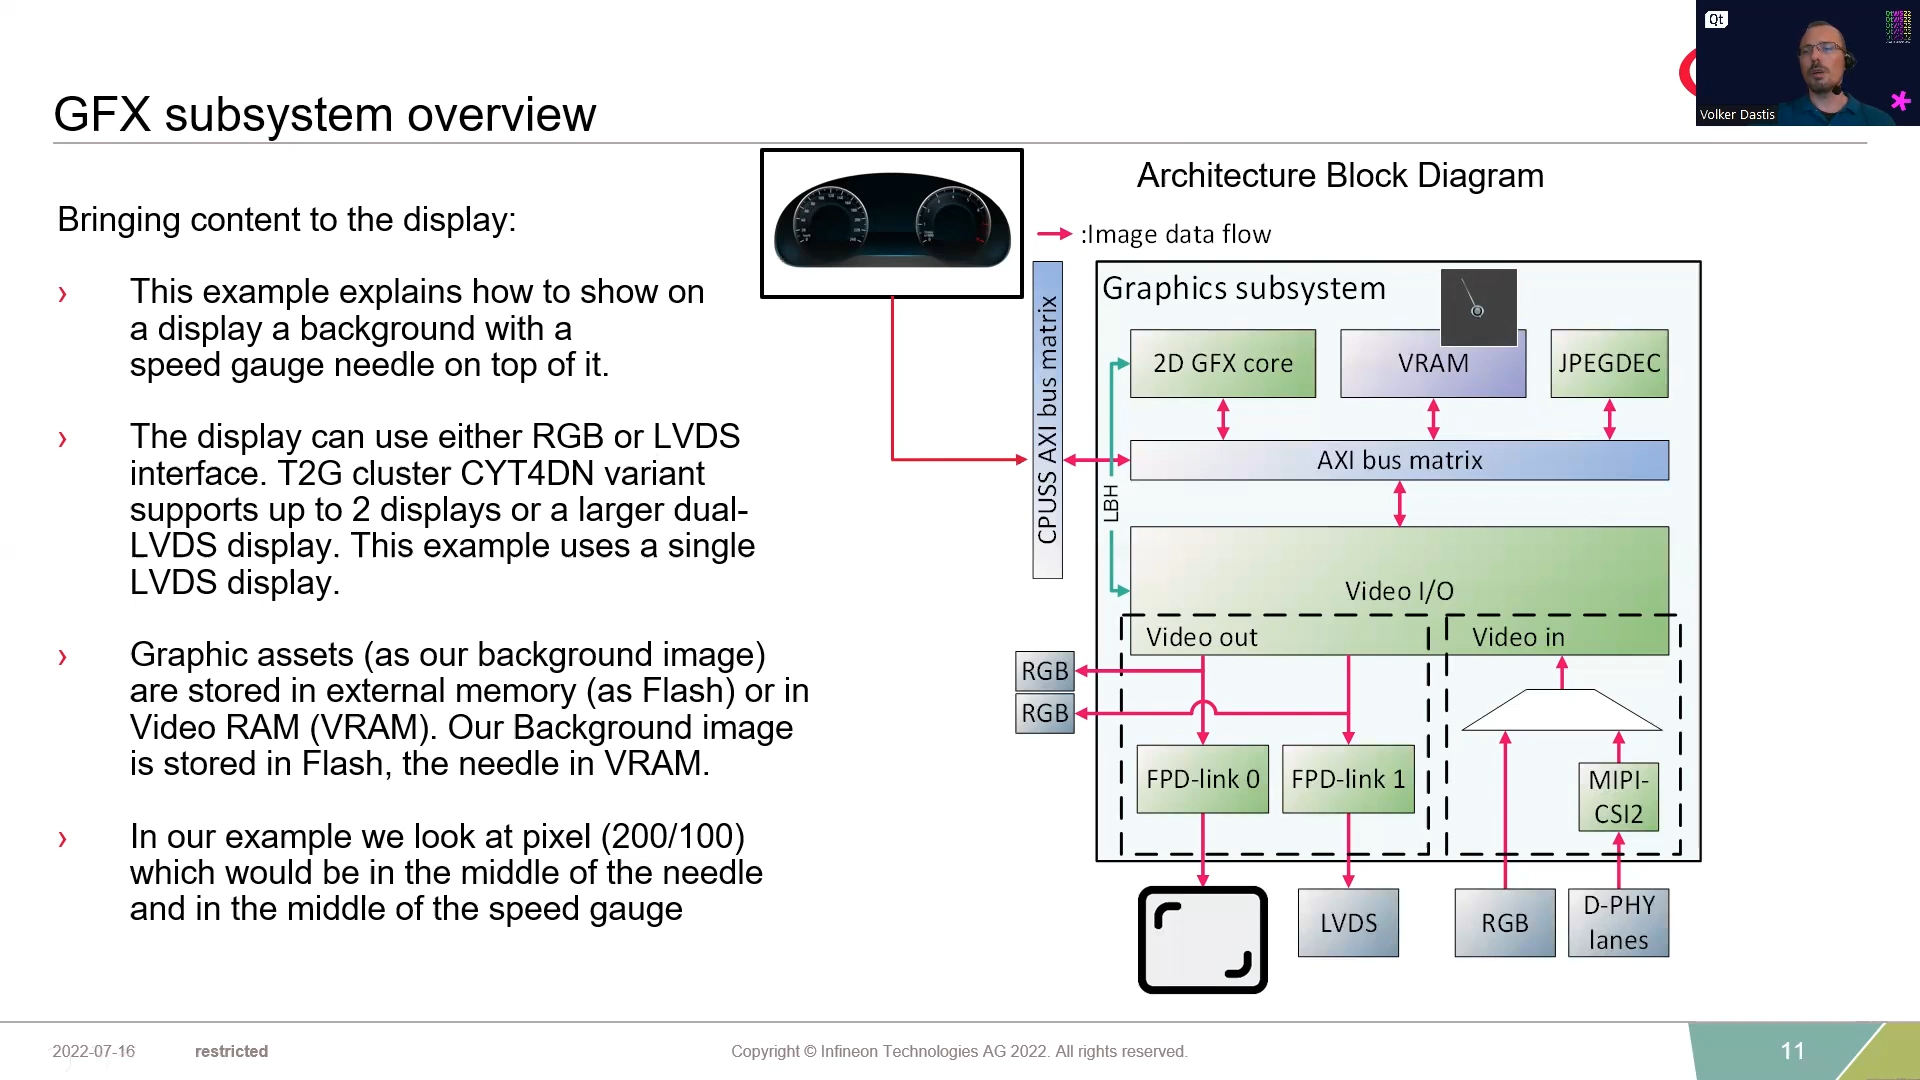 Qt
Volker Dastis
GFX subsystem overview
Bringing content to the display:
› This example explains how to show on
a display a background with a
speed gauge needle on top of it.
› The display can use either RGB or LVDS
interface. T2G cluster CYT4DN variant
supports up to 2 displays or a larger dual-
LVDS display. This example uses a single
LVDS display.
› Graphic assets (as our background image)
are stored in external memory (as Flash) or in
Video RAM (VRAM). Our Background image
is stored in Flash, the needle in VRAM.
› In our example we look at pixel (200/100)
which would be in the middle of the needle
and in the middle of the speed gauge
Architecture Block Diagram
:Image data flow
CPUSS AXI bus matrix
Graphics subsystem
2D GFX core
VRAM
JPEGDEC
AXI bus matrix
LBH
Video I/O
Video out
Video in
RGB
RGB
FPD-link 0
FPD-link 1
MIPI-
CSI2
LVDS
RGB
D-PHY
lanes
2022-07-16
restricted
Copyright © Infineon Technologies AG 2022. All rights reserved.
11